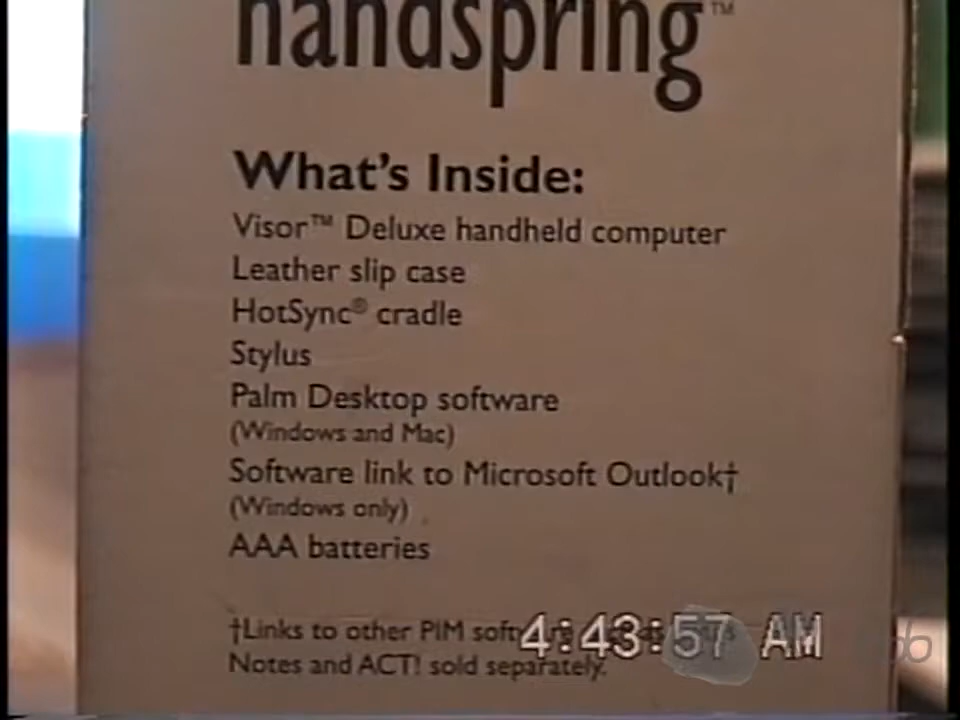 handspring™
What's Inside:
Visor™ Deluxe handheld computer
Leather slip case
HotSync® cradle
Stylus
Palm Desktop software
(Windows and Mac)
Software link to Microsoft Outlook†
(Windows only)
AAA batteries
†Links to other PIM
4:43:57 AM
Notes and ACT! sold separately.